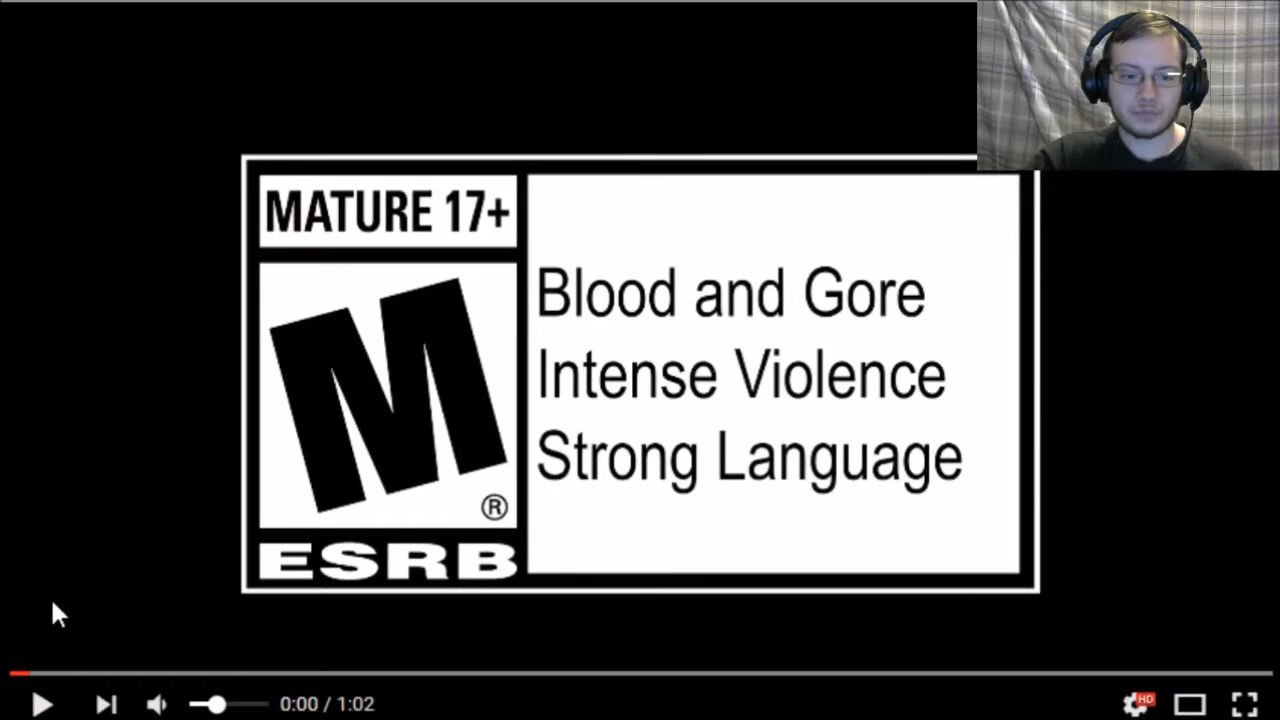 MATURE 17+
M
®
ESRB
Blood and Gore
Intense Violence
Strong Language
0:00 / 1:02
HD